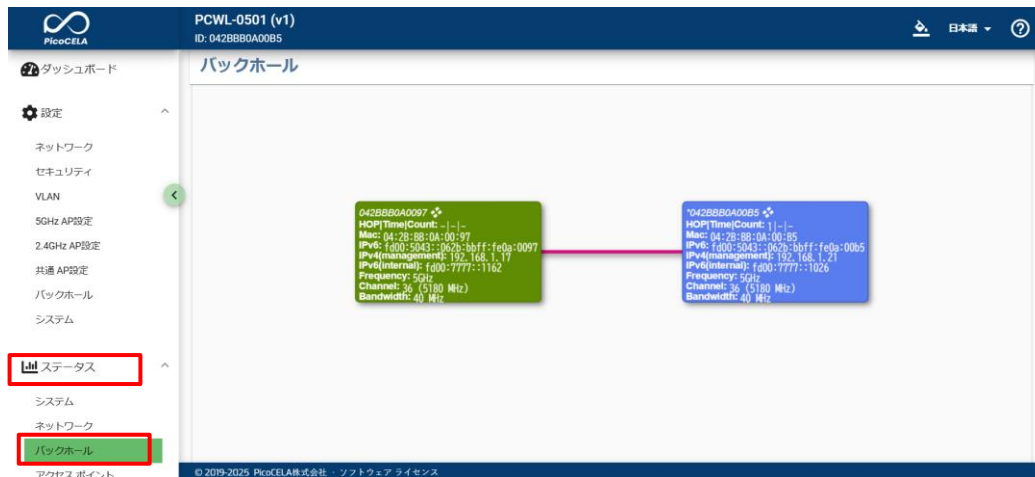 PicoCELA
PCWL-0501 (v1)
ID: 042BBB0A00B5
日本語
ダッシュボード
設定
ネットワーク
セキュリティ
VLAN
5GHz AP設定
2.4GHz AP設定
共通 AP設定
バックホール
システム
ステータス
システム
ネットワーク
バックホール
アクセス ポイント
バックホール
042BBB0A0097
HOP|Time|Count: -|-|-
Mac: 04:2B:BB:0A:00:97
IPv6: fd00:5043::062b:bbff:fe0a:0097
IPv4(management): 192.168.1.17
IPv6(internal): fd00:7777::1162
Frequency: 5GHz
Channel: 36 (5180 MHz)
Bandwidth: 40 MHz
*042BBB0A00B5
HOP|Time|Count: 1|-|-
Mac: 04:2B:BB:0A:00:B5
IPv6: fd00:5043::062b:bbff:fe0a:00b5
IPv4(management): 192.168.1.21
IPv6(internal): fd00:7777::1026
Frequency: 5GHz
Channel: 36 (5180 MHz)
Bandwidth: 40 MHz
© 2019-2025 PicoCELA株式会社 · ソフトウェア ライセンス